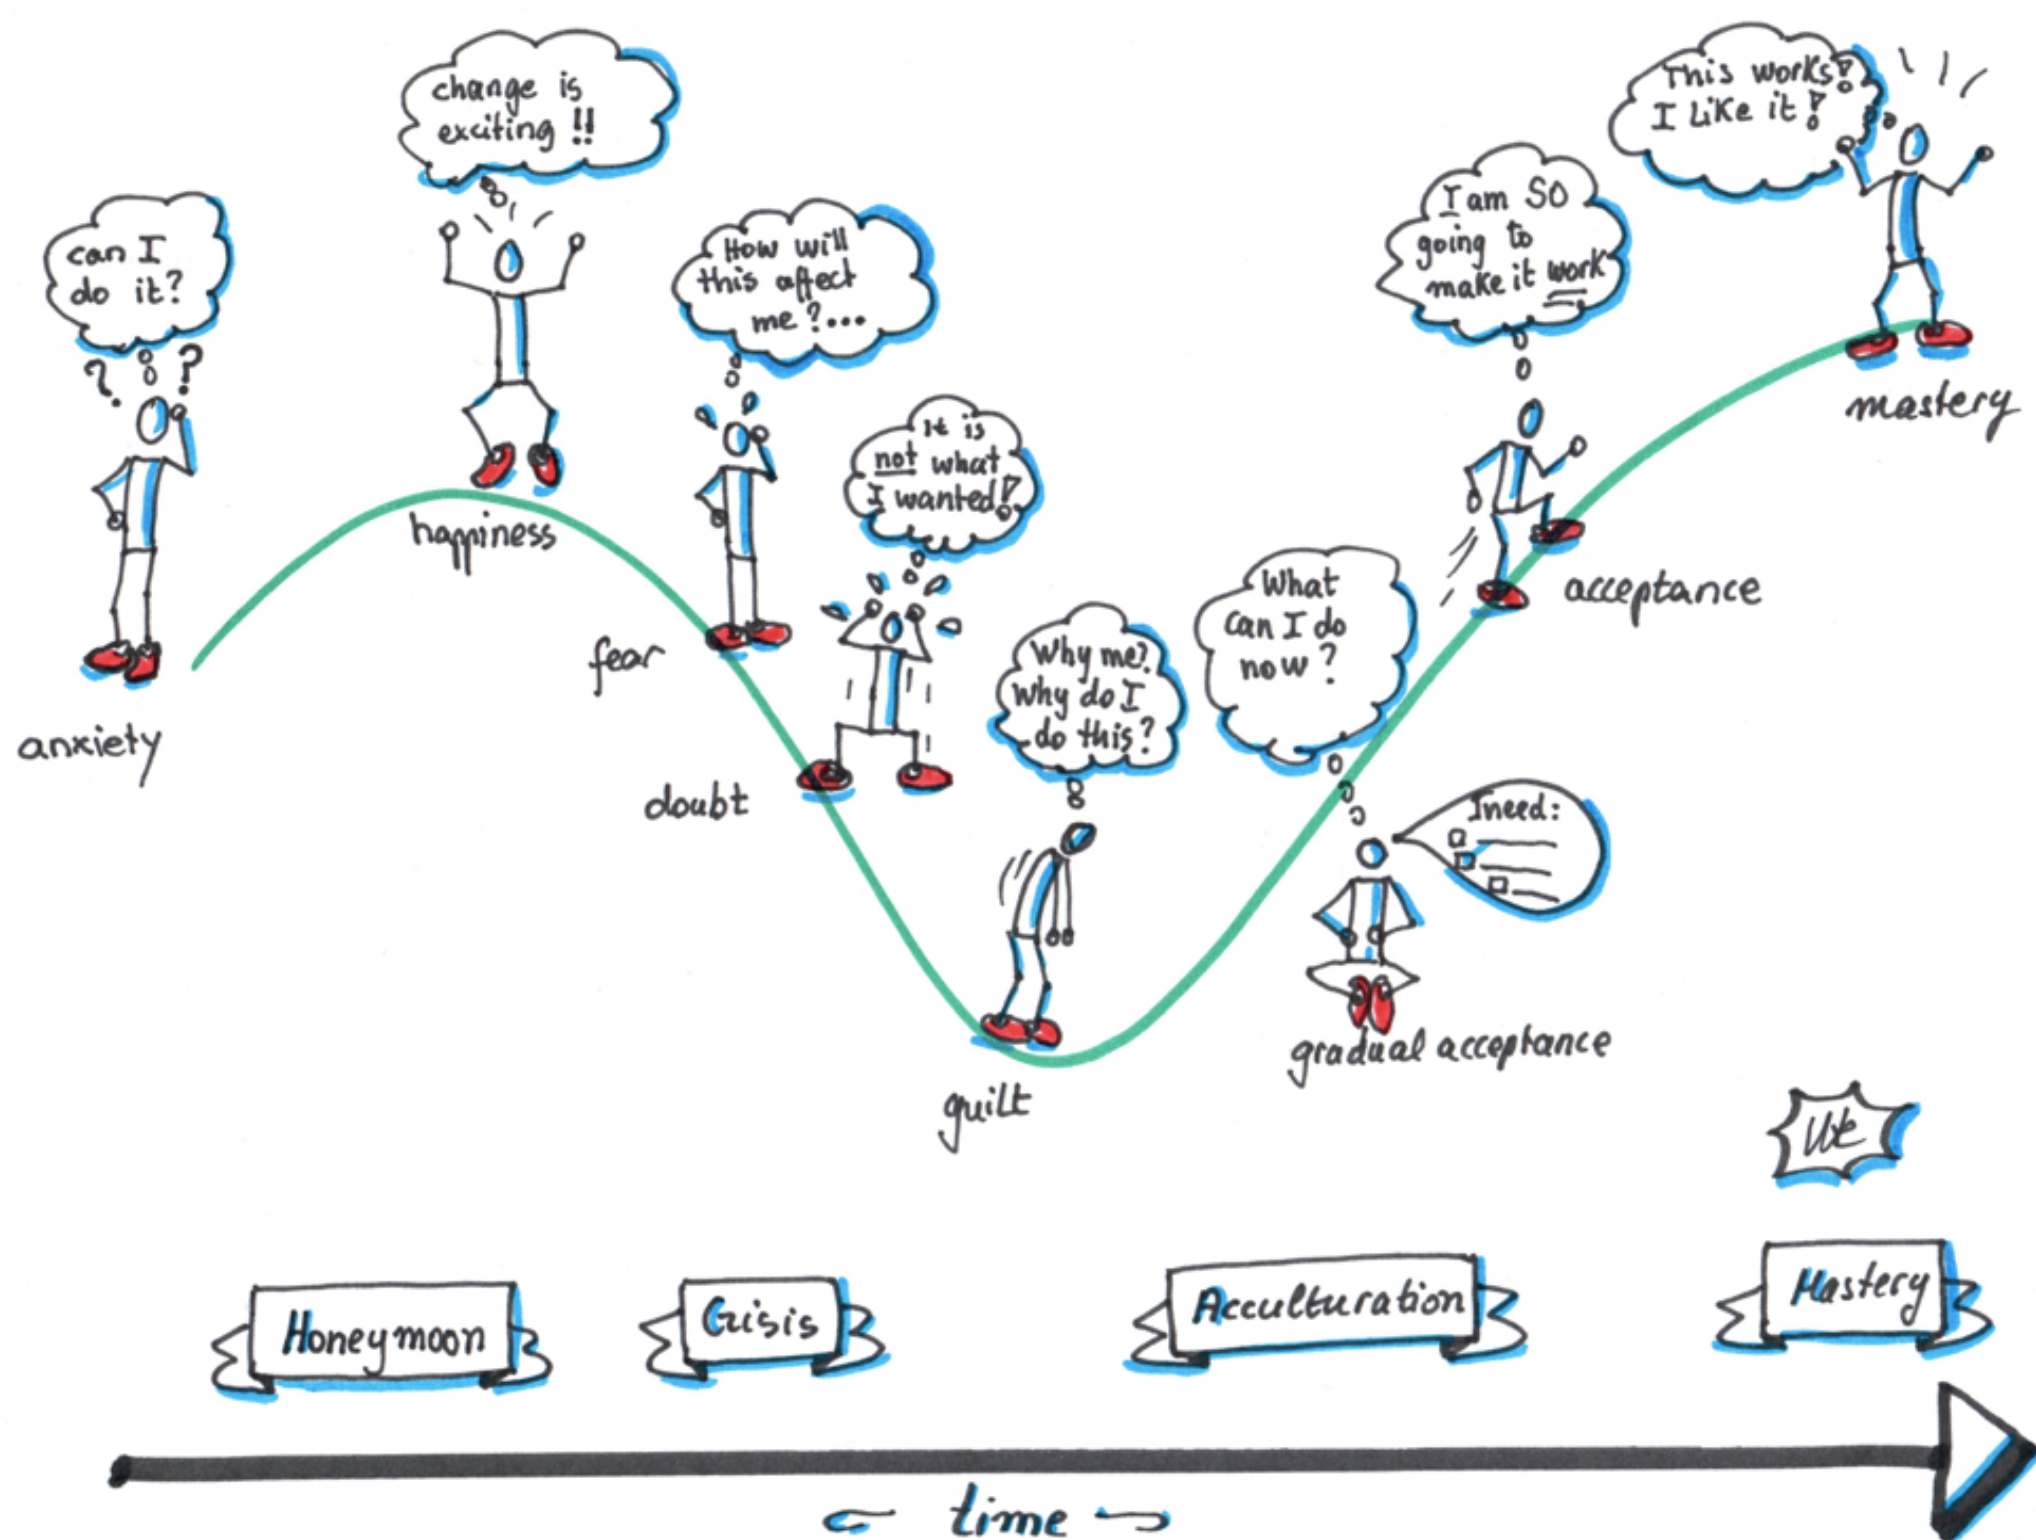 can I
do it?
?
?
anxiety
change is
exciting !!
happiness
How will
this affect
me?...
fear
It is
not what
I wanted!
doubt
Why me?
Why do I
do this?
guilt
What
can I do
now?
I need:
gradual acceptance
I am SO
going to
make it work
acceptance
This works!
I Like it!
mastery
Honeymoon
Crisis
Acculturation
Mastery
time